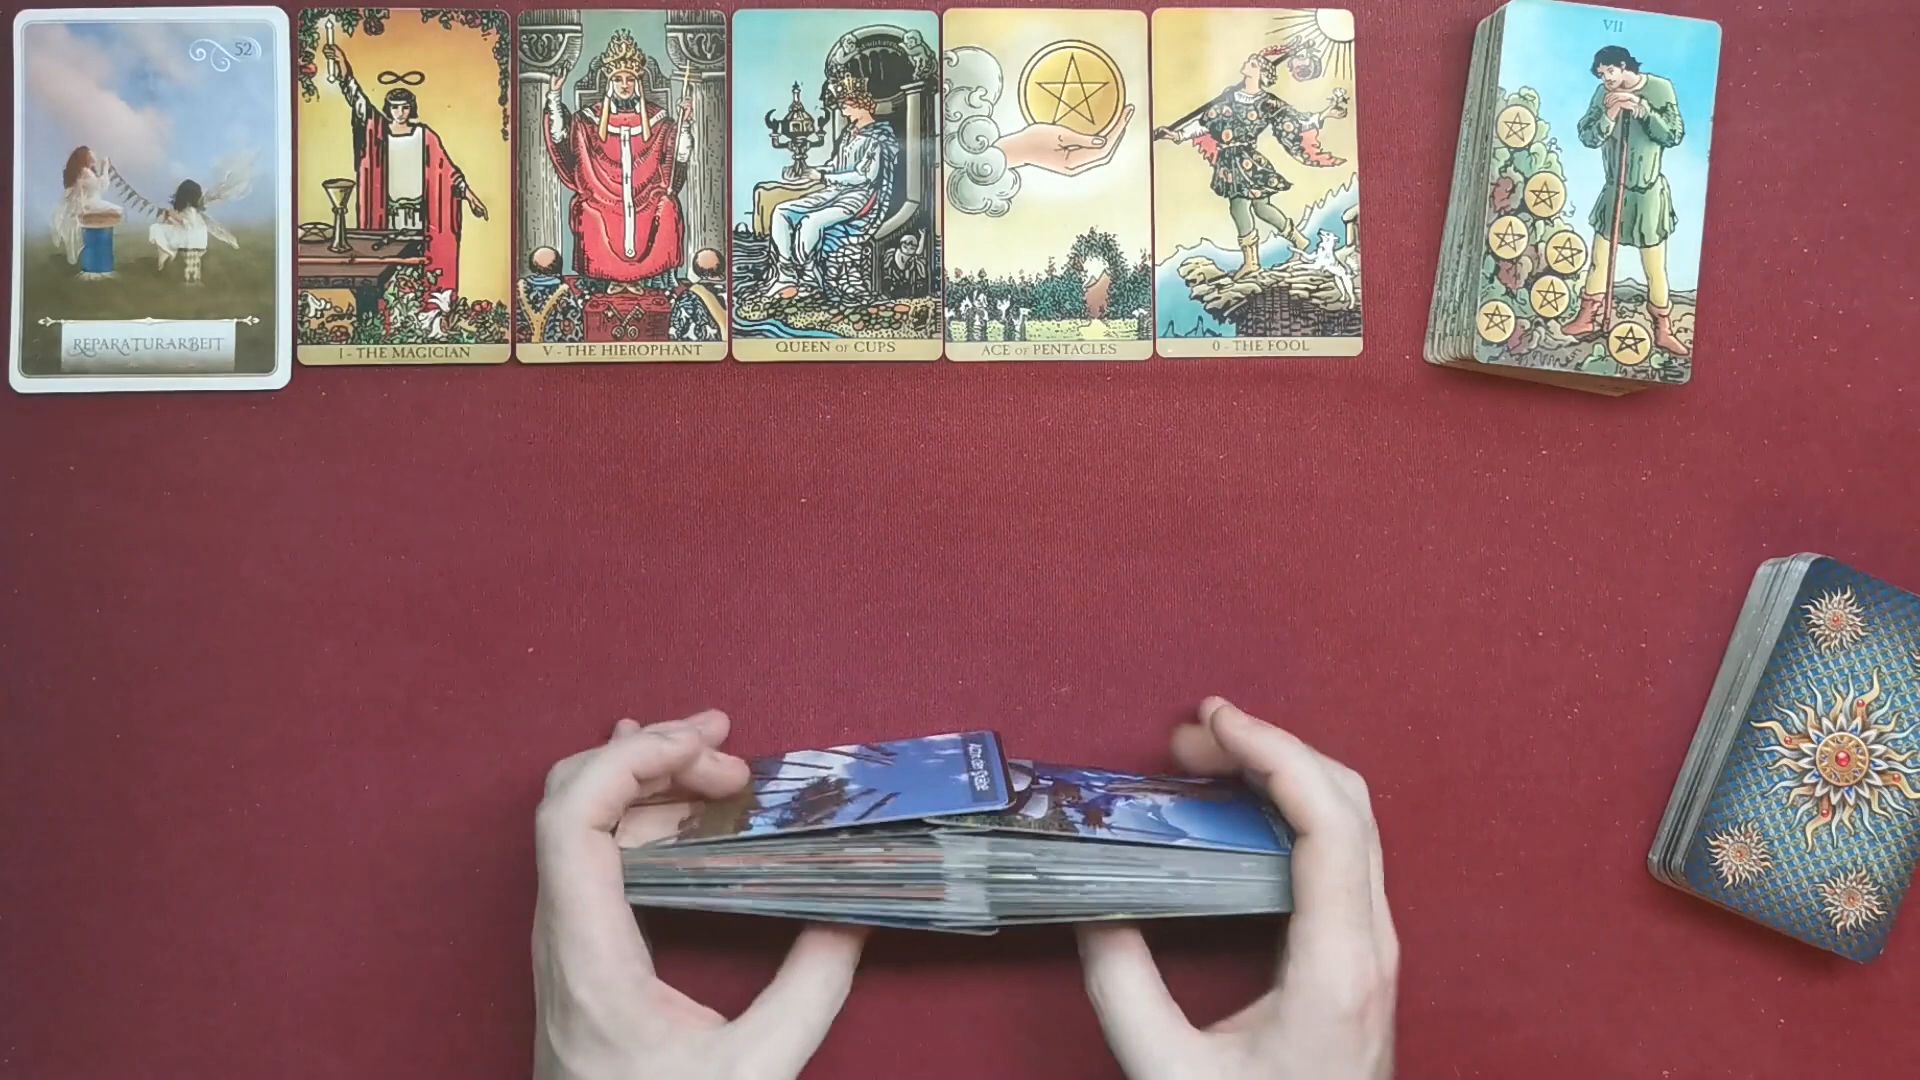 52
REPARATURARBEIT
I - THE MAGICIAN
V - THE HIEROPHANT
QUEEN OF CUPS
ACE OF PENTACLES
0 - THE FOOL
VII